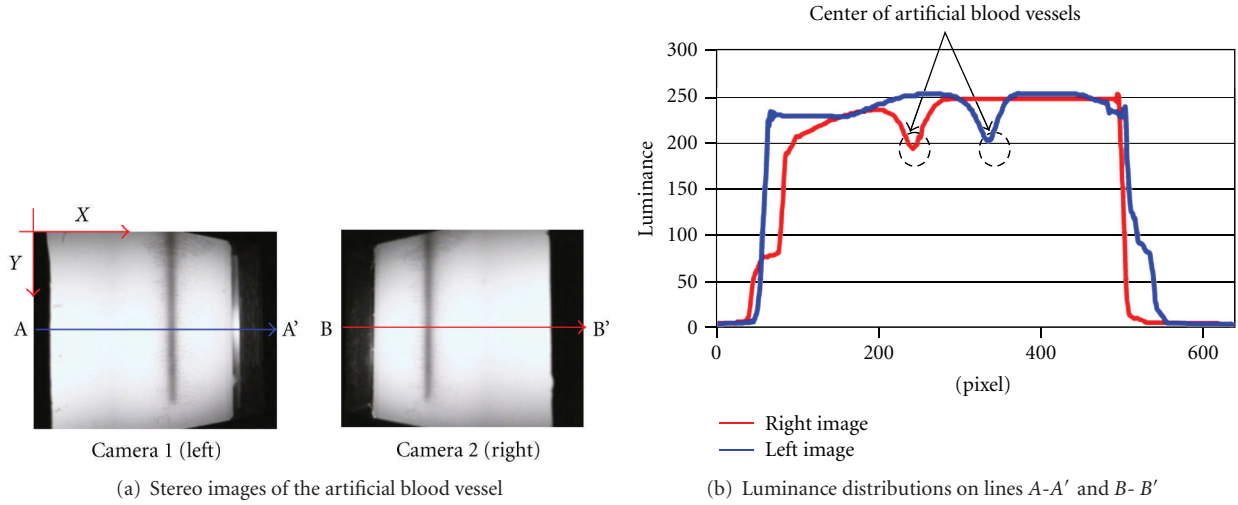 X
Y
A
A'
B
B'
Camera 1 (left)
Camera 2 (right)
(a) Stereo images of the artificial blood vessel
Center of artificial blood vessels
300
250
200
150
100
50
0
Luminance
0
200
400
600
(pixel)
Right image
Left image
(b) Luminance distributions on lines A-A′ and B- B′